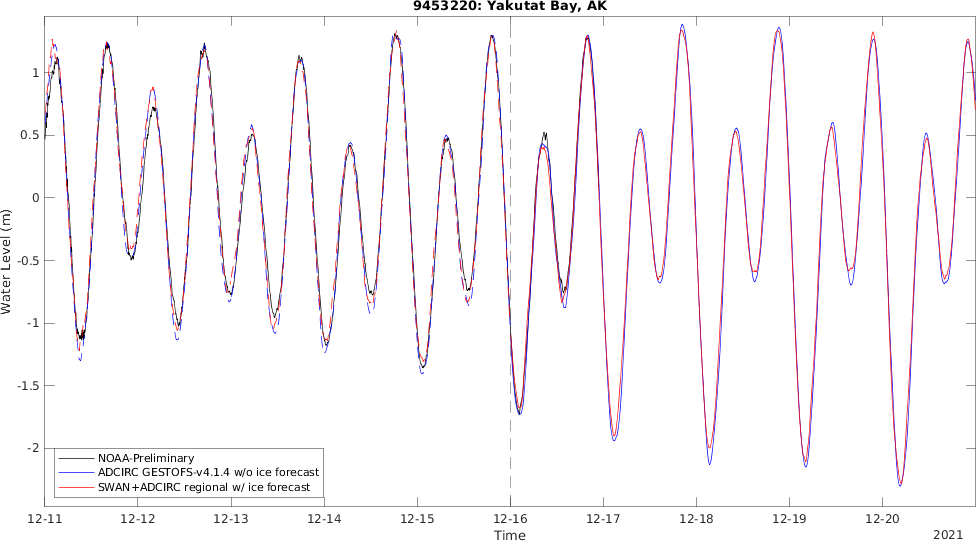 9453220: Yakutat Bay, AK
Water Level (m)
1
0.5
0
-0.5
-1
-1.5
-2
NOAA-Preliminary
ADCIRC GESTOFS-v4.1.4 w/o ice forecast
SWAN+ADCIRC regional w/ ice forecast
12-11 12-12 12-13 12-14 12-15 12-16 12-17 12-18 12-19 12-20
Time
2021